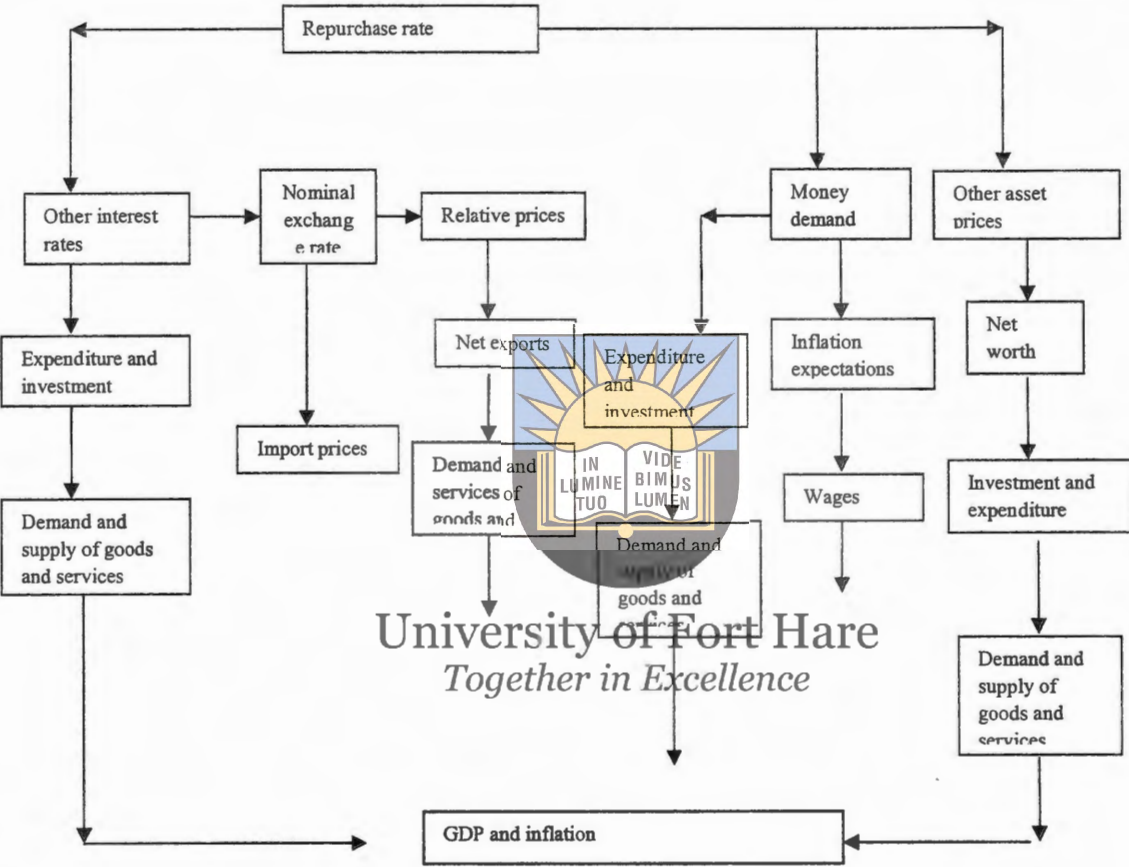 Repurchase rate
Other interest
rates
Nominal
exchang
e rate
Relative prices
Money
demand
Other asset
prices
Expenditure and
investment
Import prices
Net exports
Expenditure
and
investment
Inflation
expectations
Net
worth
Demand and
services of
goods and
IN
LUMINE
TUO
VIDE
BIMUS
LUMEN
Wages
Investment and
expenditure
Demand and
supply of goods
and services
Demand and
of
goods and
services
University of Fort Hare
Together in Excellence
Demand and
supply of
goods and
services
GDP and inflation